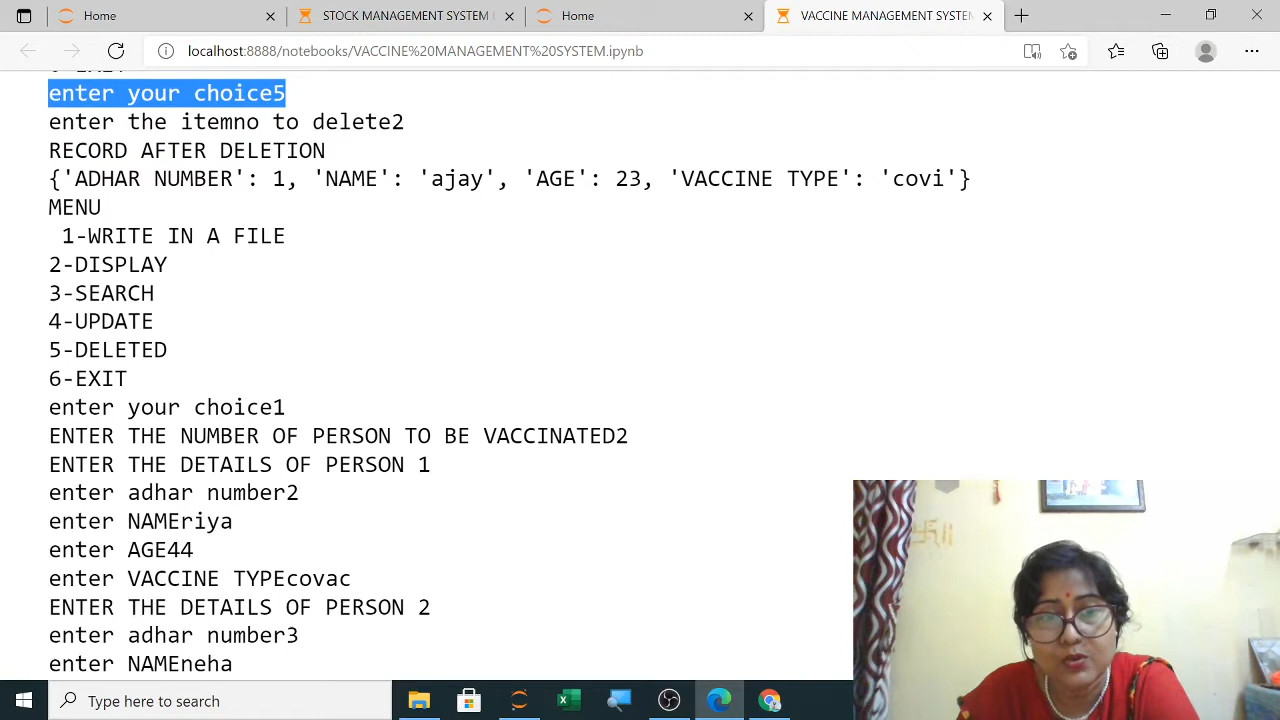 Home
STOCK MANAGEMENT SYSTEM
Home
VACCINE MANAGEMENT SYSTEM
localhost:8888/notebooks/VACCINE%20MANAGEMENT%20SYSTEM.ipynb
enter your choice5
enter the itemno to delete2
RECORD AFTER DELETION
{'ADHAR NUMBER': 1, 'NAME': 'ajay', 'AGE': 23, 'VACCINE TYPE': 'covi'}
MENU
1-WRITE IN A FILE
2-DISPLAY
3-SEARCH
4-UPDATE
5-DELETED
6-EXIT
enter your choice1
ENTER THE NUMBER OF PERSON TO BE VACCINATED2
ENTER THE DETAILS OF PERSON 1
enter adhar number2
enter NAMEriya
enter AGE44
enter VACCINE TYPEcovac
ENTER THE DETAILS OF PERSON 2
enter adhar number3
enter NAMEneha
Type here to search